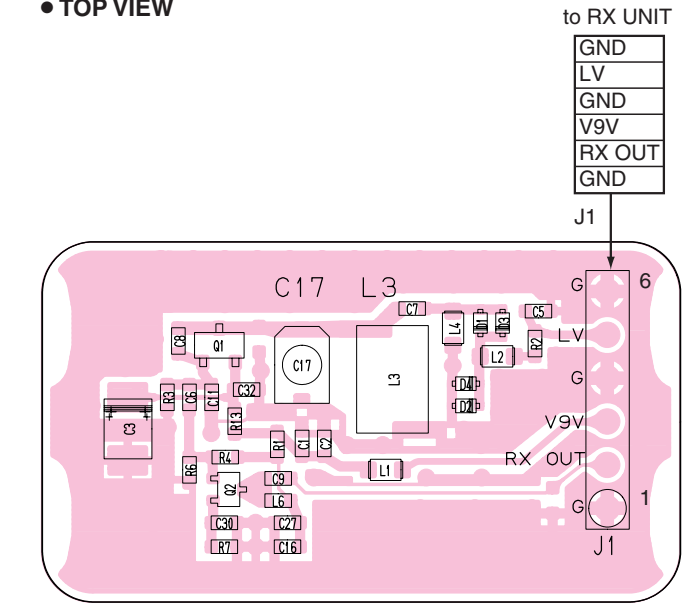 ● TOP VIEW
to RX UNIT
GND
LV
GND
V9V
RX OUT
GND
J1
C17 L3
G 6
C7
C5
L4
D1
D3
LV
C8
Q1
R2
C17
L2
L3
G
D4
R3
C6
C11
C32
D2
C3
R13
V9V
R1
C1
C2
R4
RX OUT
R6
L1
C9
Q2
L6
G 1
C30
C27
R7
C16
J1